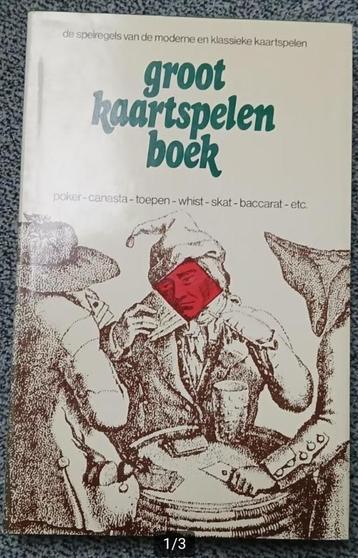 de spelregels van de moderne en klassieke kaartspelen
groot
kaartspelen
boek
poker - canasta - toepen - whist - skat - baccarat - etc.
1/3